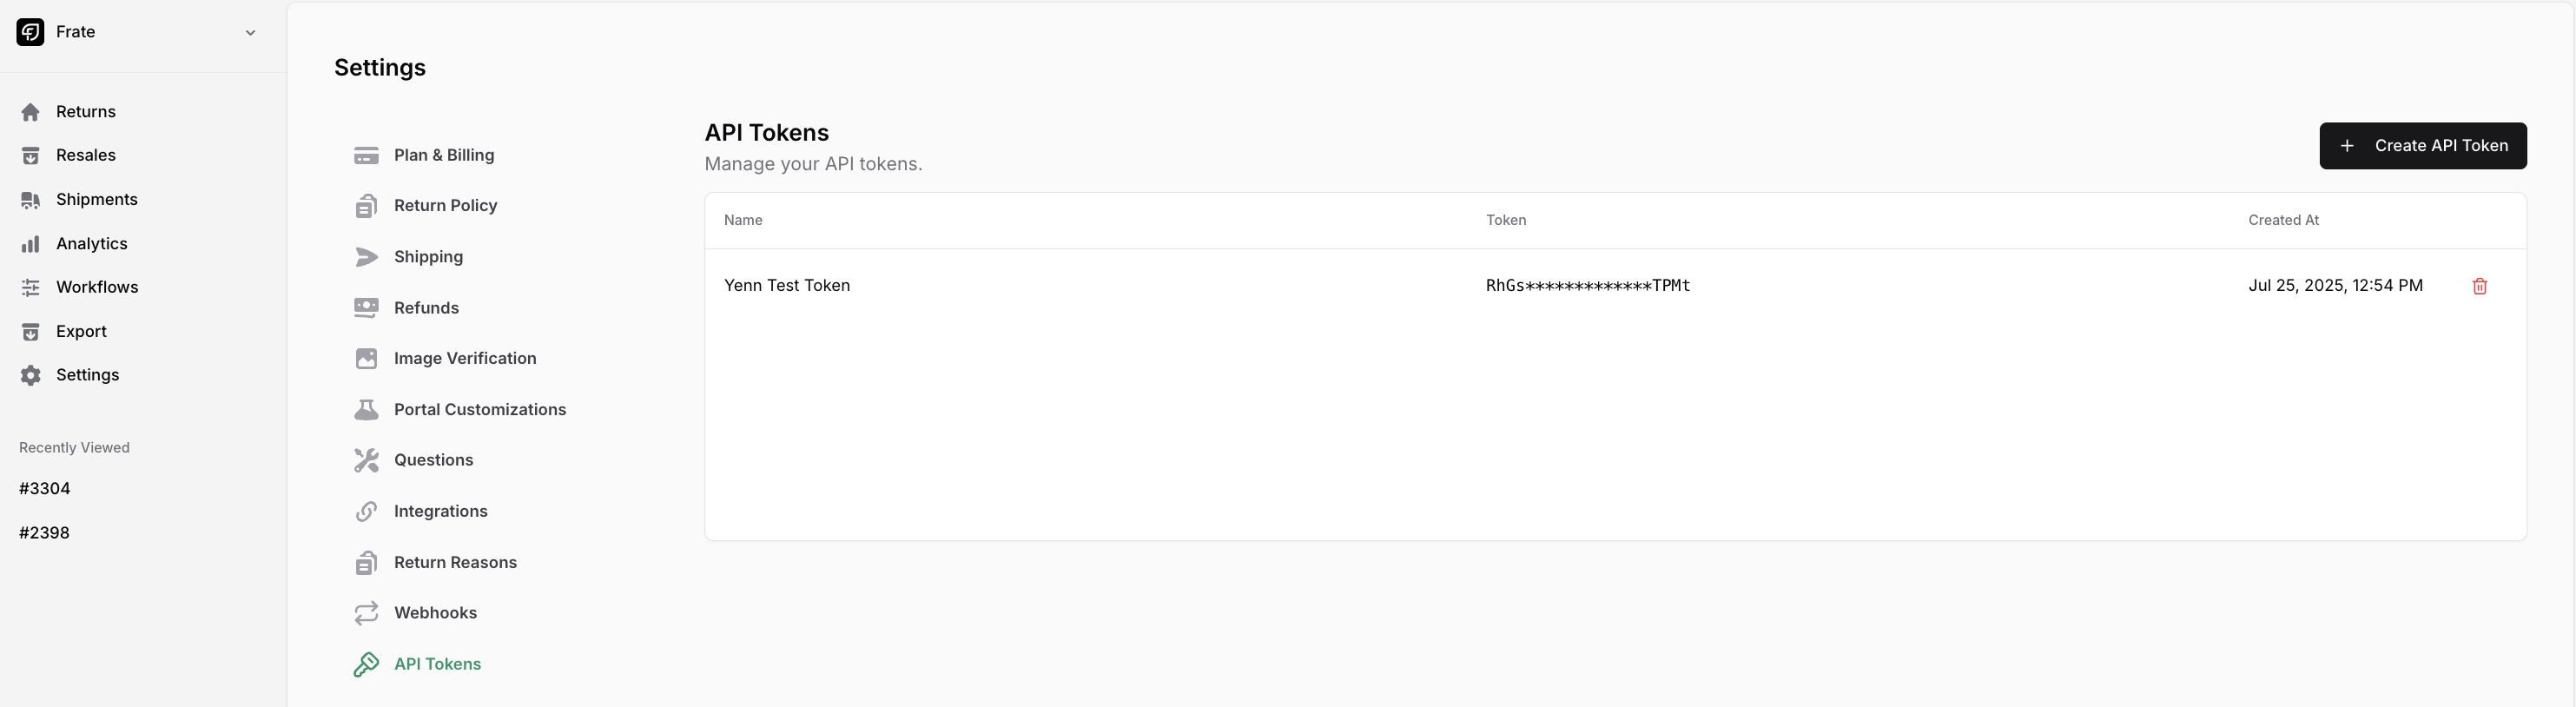 Frate
Returns
Resales
Shipments
Analytics
Workflows
Export
Settings
Recently Viewed
#3304
#2398
Settings
Plan & Billing
Return Policy
Shipping
Refunds
Image Verification
Portal Customizations
Questions
Integrations
Return Reasons
Webhooks
API Tokens
API Tokens
Manage your API tokens.
+ Create API Token
Name Token Created At
Yenn Test Token RhGs*************TPMt Jul 25, 2025, 12:54 PM